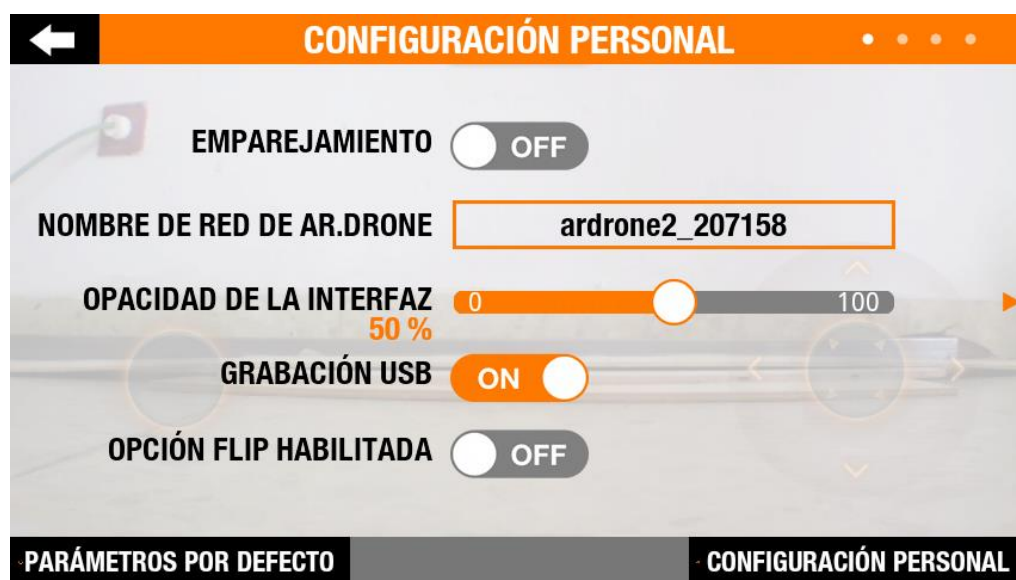 CONFIGURACIÓN PERSONAL
EMPAREJAMIENTO OFF
NOMBRE DE RED DE AR.DRONE ardrone2_207158
OPACIDAD DE LA INTERFAZ 0 100
50 %
GRABACIÓN USB ON
OPCIÓN FLIP HABILITADA OFF
PARÁMETROS POR DEFECTO CONFIGURACIÓN PERSONAL